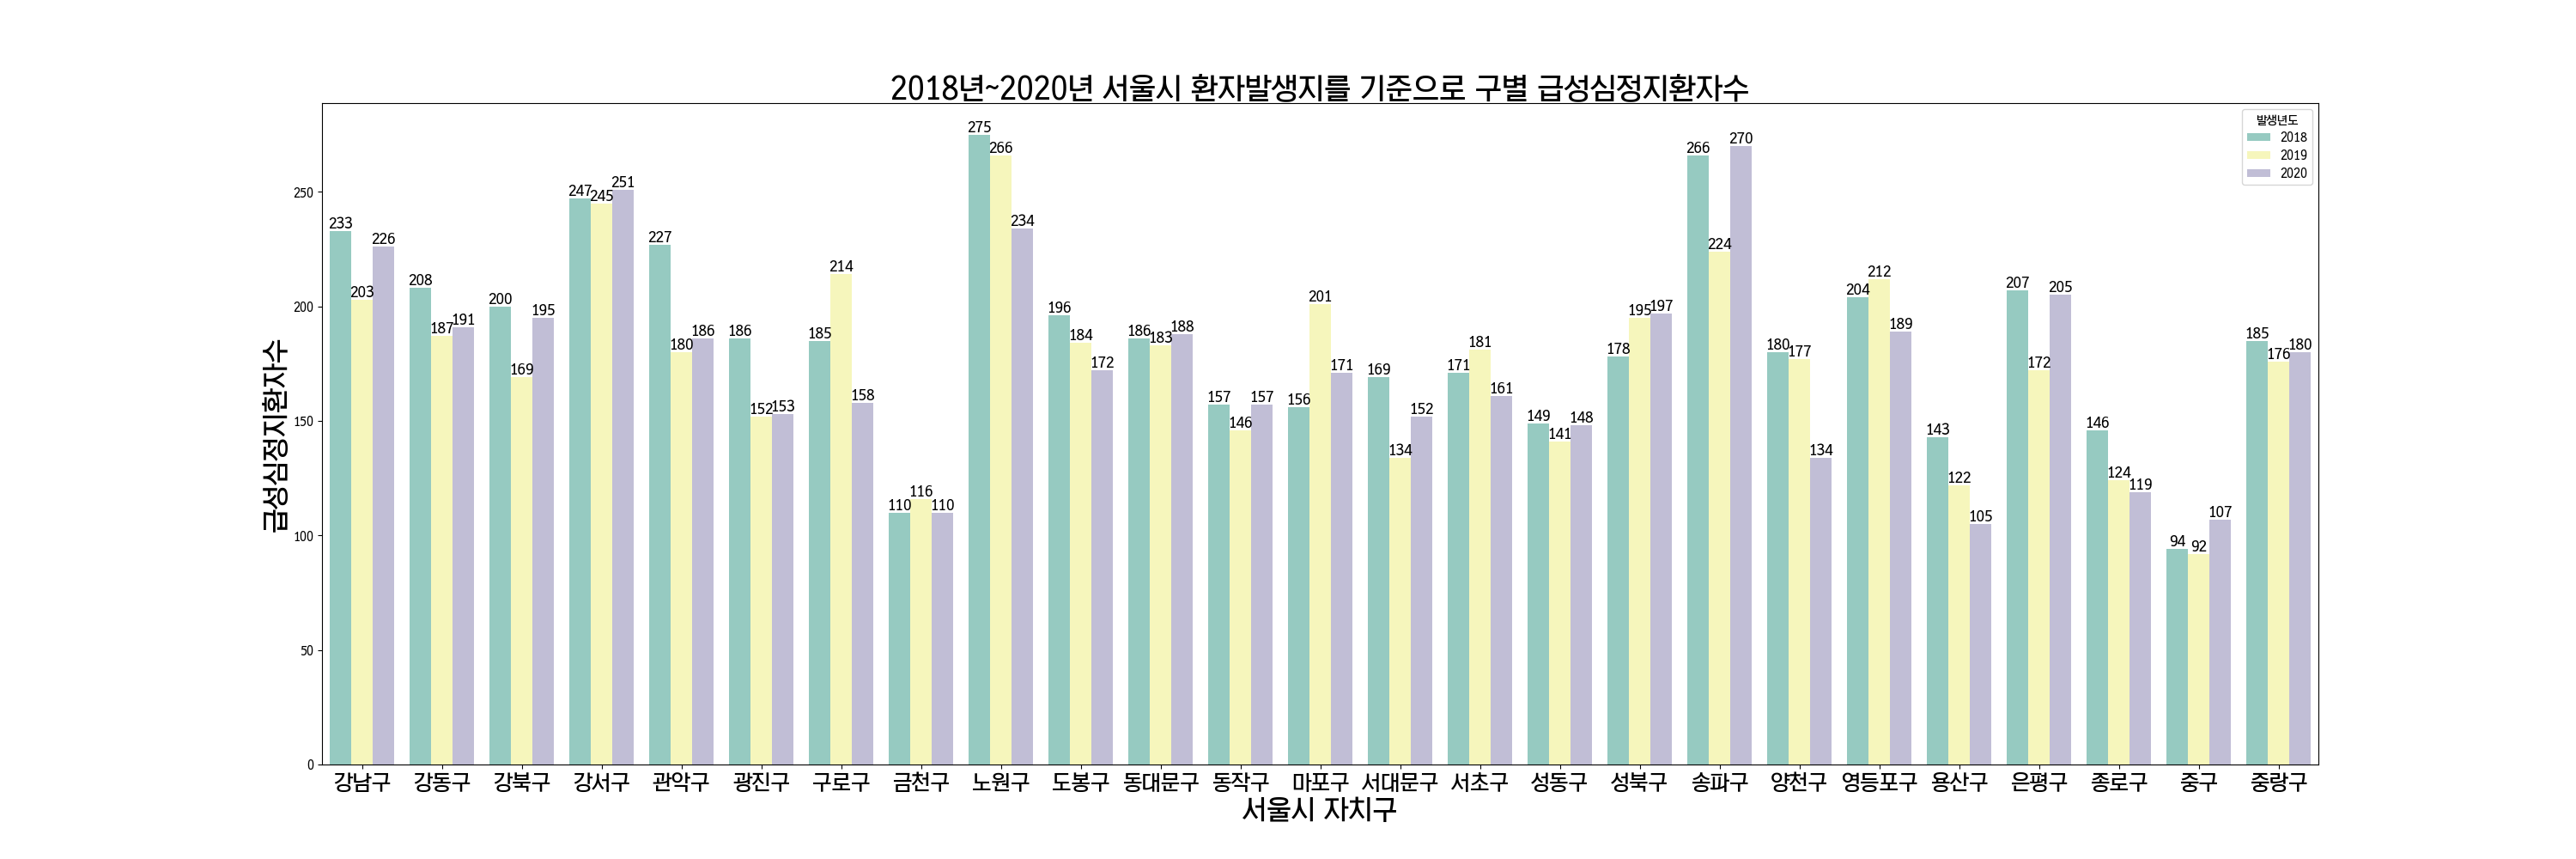 2018년~2020년 서울시 환자발생지를 기준으로 구별 급성심정지환자수
발생년도
2018
2019
2020
급성심정지환자수
250
200
150
100
50
0
233 203 226
208 187 191
200 169 195
247 245 251
227 180 186
186 152 153
185 214 158
110 116 110
275 266 234
196 184 172
186 183 188
157 146 157
156 201 171
169 134 152
171 181 161
149 141 148
178 195 197
266 224 270
180 177 134
204 212 189
143 122 105
207 172 205
146 124 119
94 92 107
185 176 180
강남구 강동구 강북구 강서구 관악구 광진구 구로구 금천구 노원구 도봉구 동대문구 동작구 마포구 서대문구 서초구 성동구 성북구 송파구 양천구 영등포구 용산구 은평구 종로구 중구 중랑구
서울시 자치구